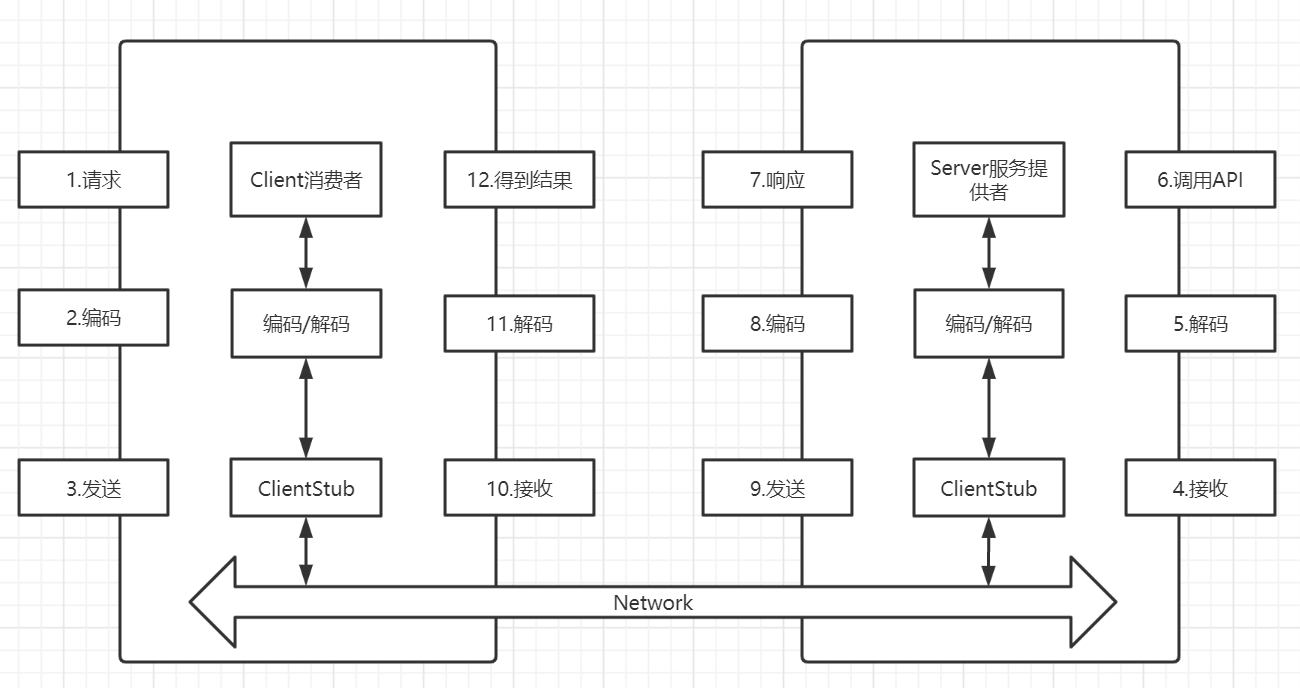 1.请求
Client消费者
12.得到结果
7.响应
Server服务提
供者
6.调用API
2.编码
编码/解码
11.解码
8.编码
编码/解码
5.解码
3.发送
ClientStub
10.接收
9.发送
ClientStub
4.接收
Network